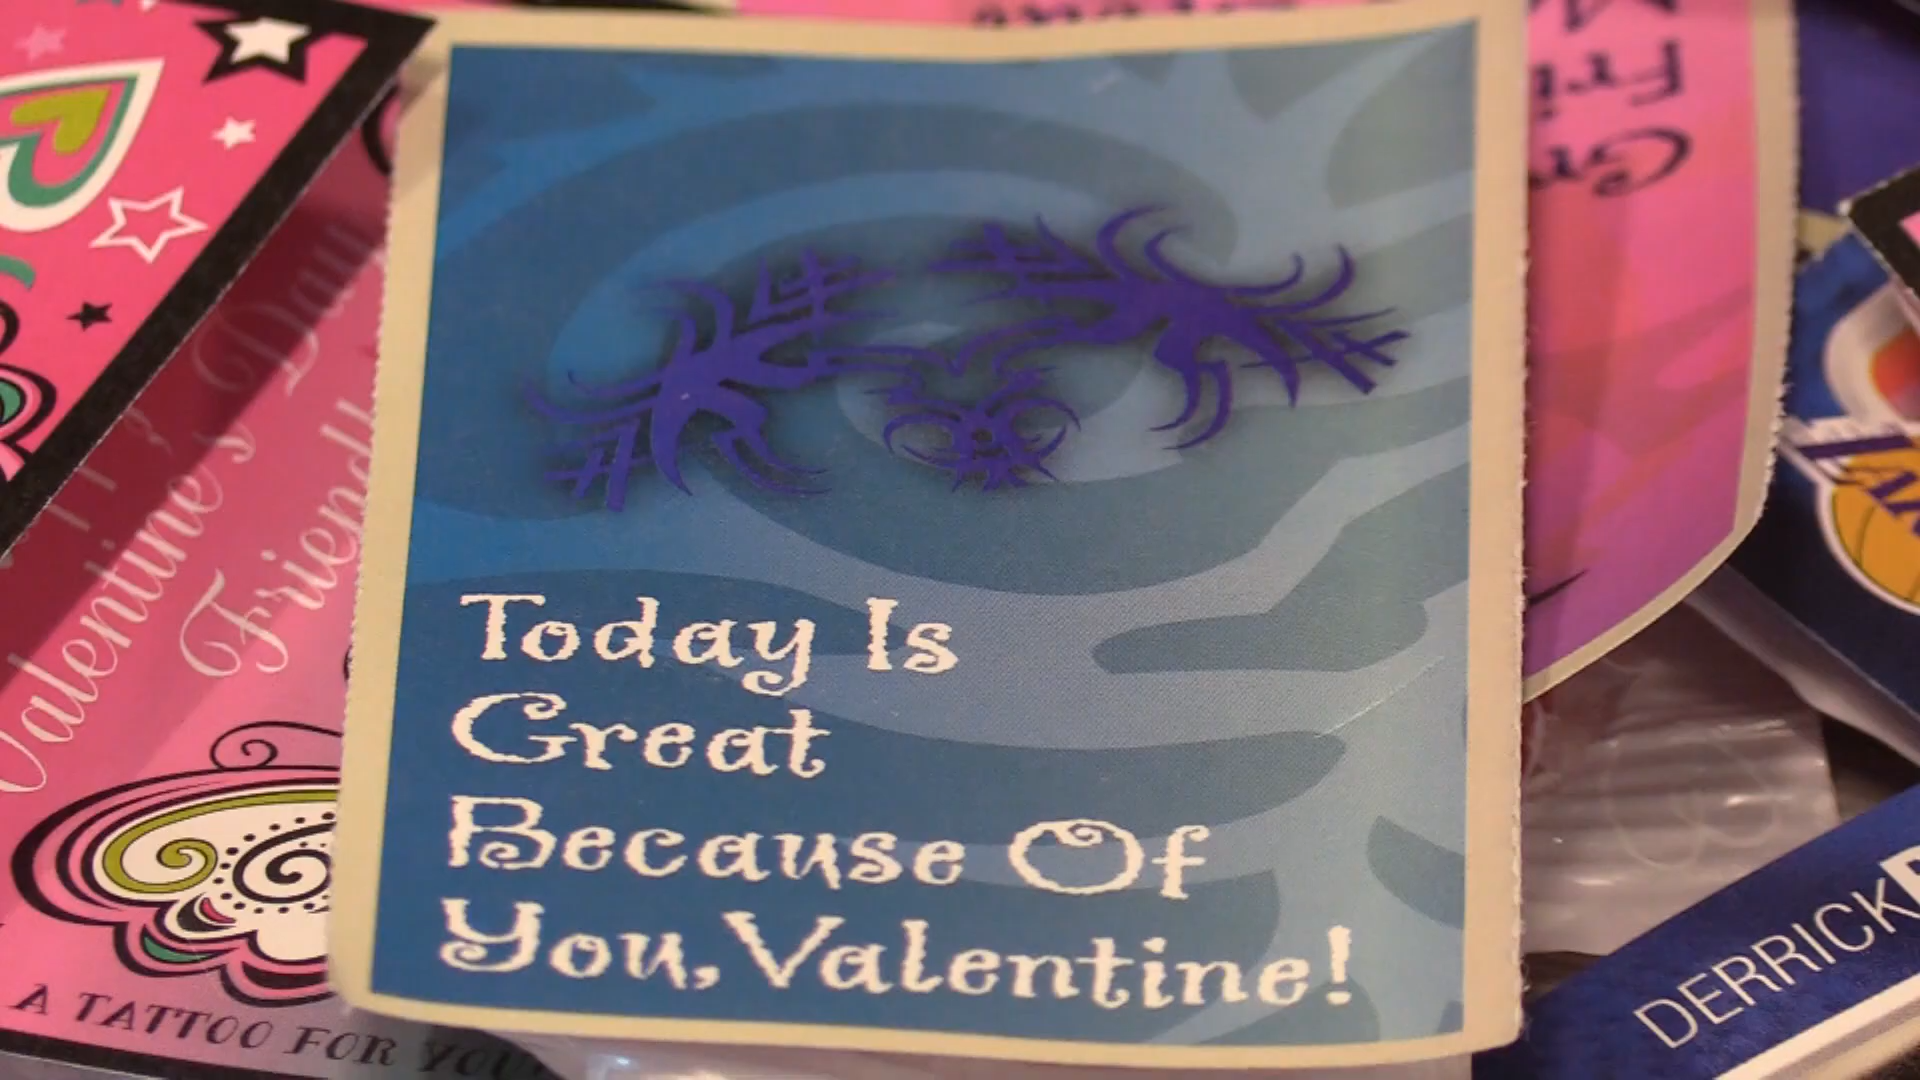 Today Is
Great
Because Of
You, Valentine!
Valentine's Day
Friend
A TATTOO FOR YOU
DERRICK